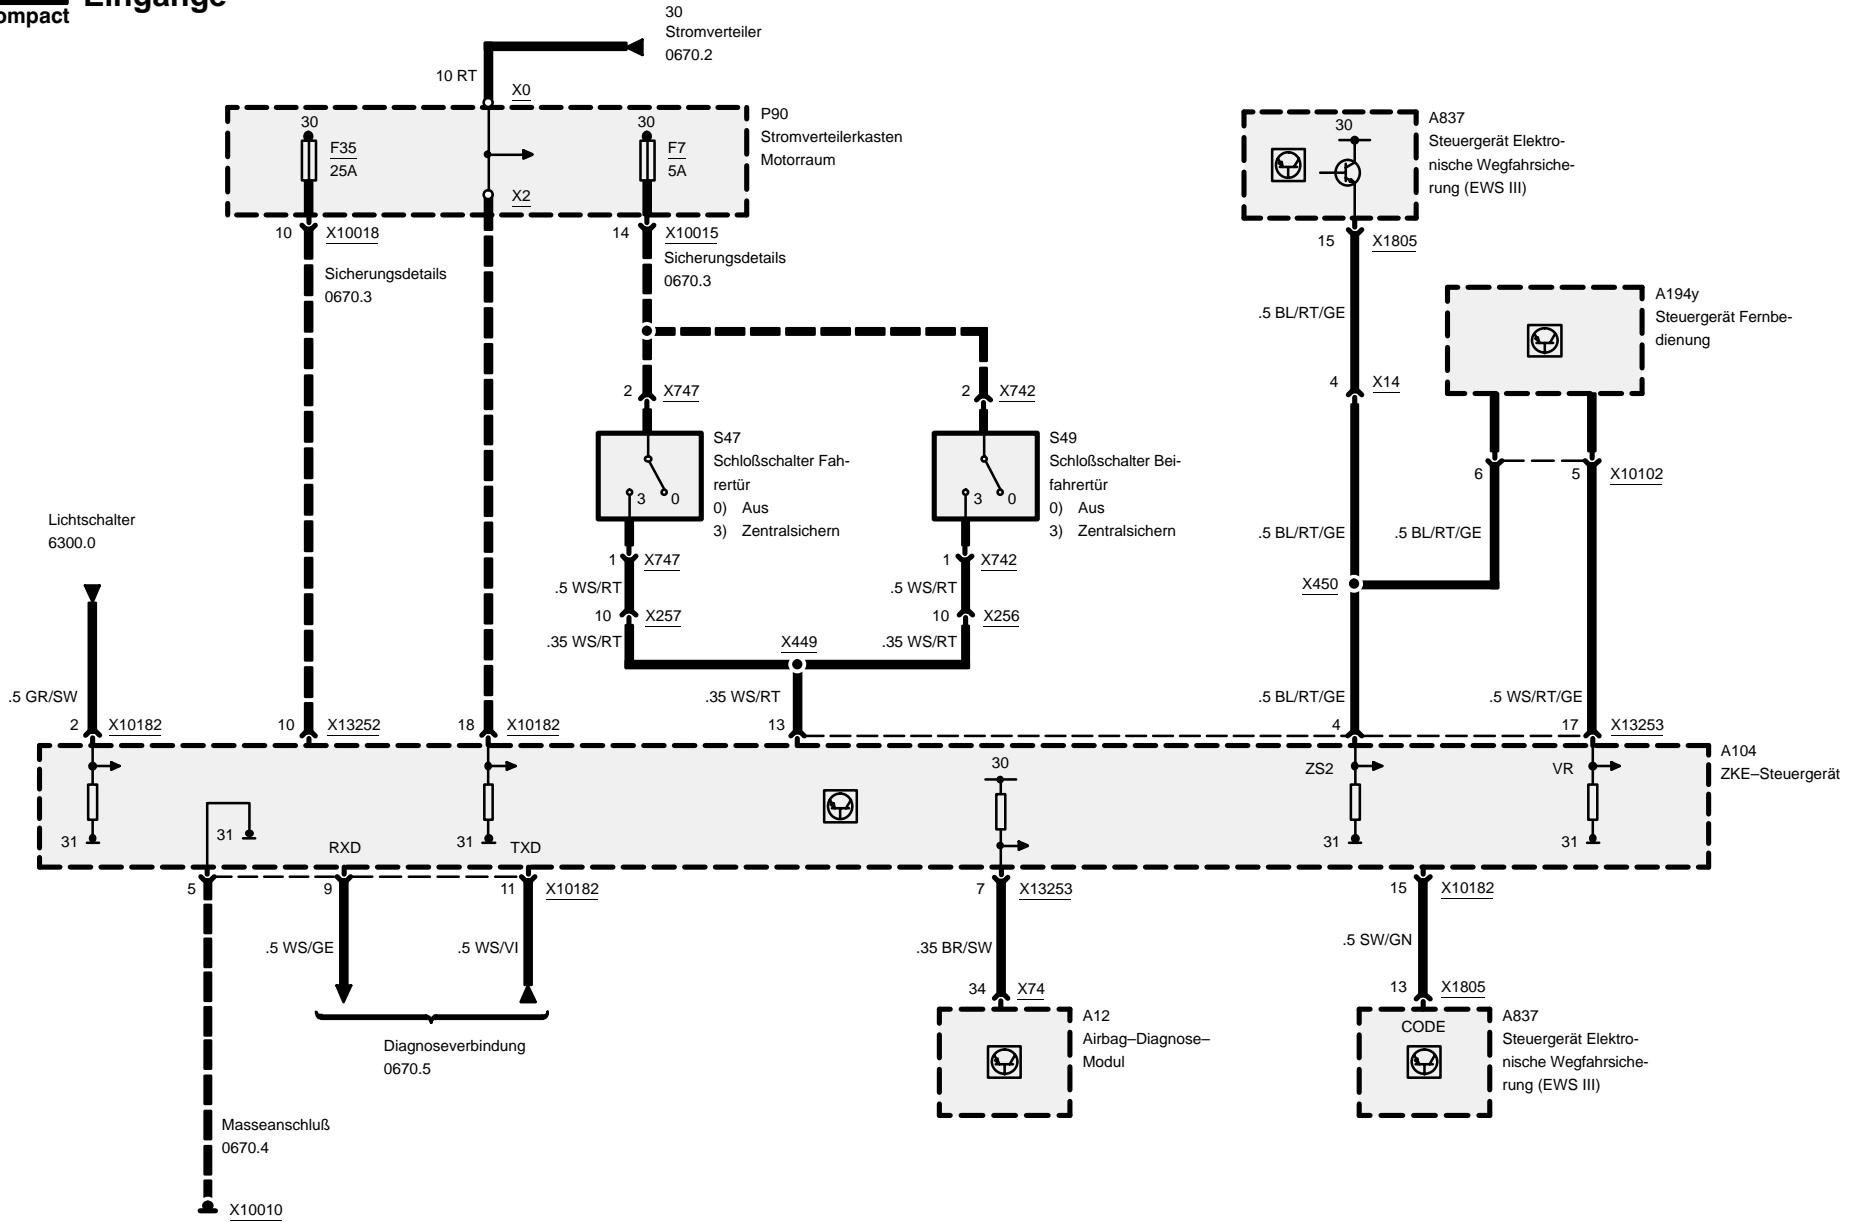 Eingänge
ompact
30
Stromverteiler
0670.2
10 RT
X0
P90
Stromverteilerkasten
Motorraum
30
F35
25A
30
F7
5A
X2
10 X10018
Sicherungsdetails
0670.3
14 X10015
Sicherungsdetails
0670.3
A837
Steuergerät Elektro-
nische Wegfahrsiche-
rung (EWS III)
30
15 X1805
.5 BL/RT/GE
A194y
Steuergerät Fernbe-
dienung
4 X14
2 X747
2 X742
S47
Schloßschalter Fah-
rertür
0) Aus
3) Zentralsichern
3 0
S49
Schloßschalter Bei-
fahrertür
0) Aus
3) Zentralsichern
3 0
6 5 X10102
Lichtschalter
6300.0
1 X747
1 X742
.5 BL/RT/GE
.5 BL/RT/GE
.5 WS/RT
.5 WS/RT
X450
10 X257
10 X256
.35 WS/RT
X449
.35 WS/RT
.5 GR/SW
.35 WS/RT
.5 BL/RT/GE
.5 WS/RT/GE
2 X10182
10 X13252
18 X10182
13
4
17 X13253
A104
ZKE–Steuergerät
30
ZS2
VR
31
31
31
31
31
RXD
TXD
5
9
11 X10182
7 X13253
15 X10182
.5 WS/GE
.5 WS/VI
.35 BR/SW
.5 SW/GN
34 X74
13 X1805
A12
Airbag–Diagnose–
Modul
CODE
A837
Steuergerät Elektro-
nische Wegfahrsiche-
rung (EWS III)
Diagnoseverbindung
0670.5
Masseanschluß
0670.4
X10010